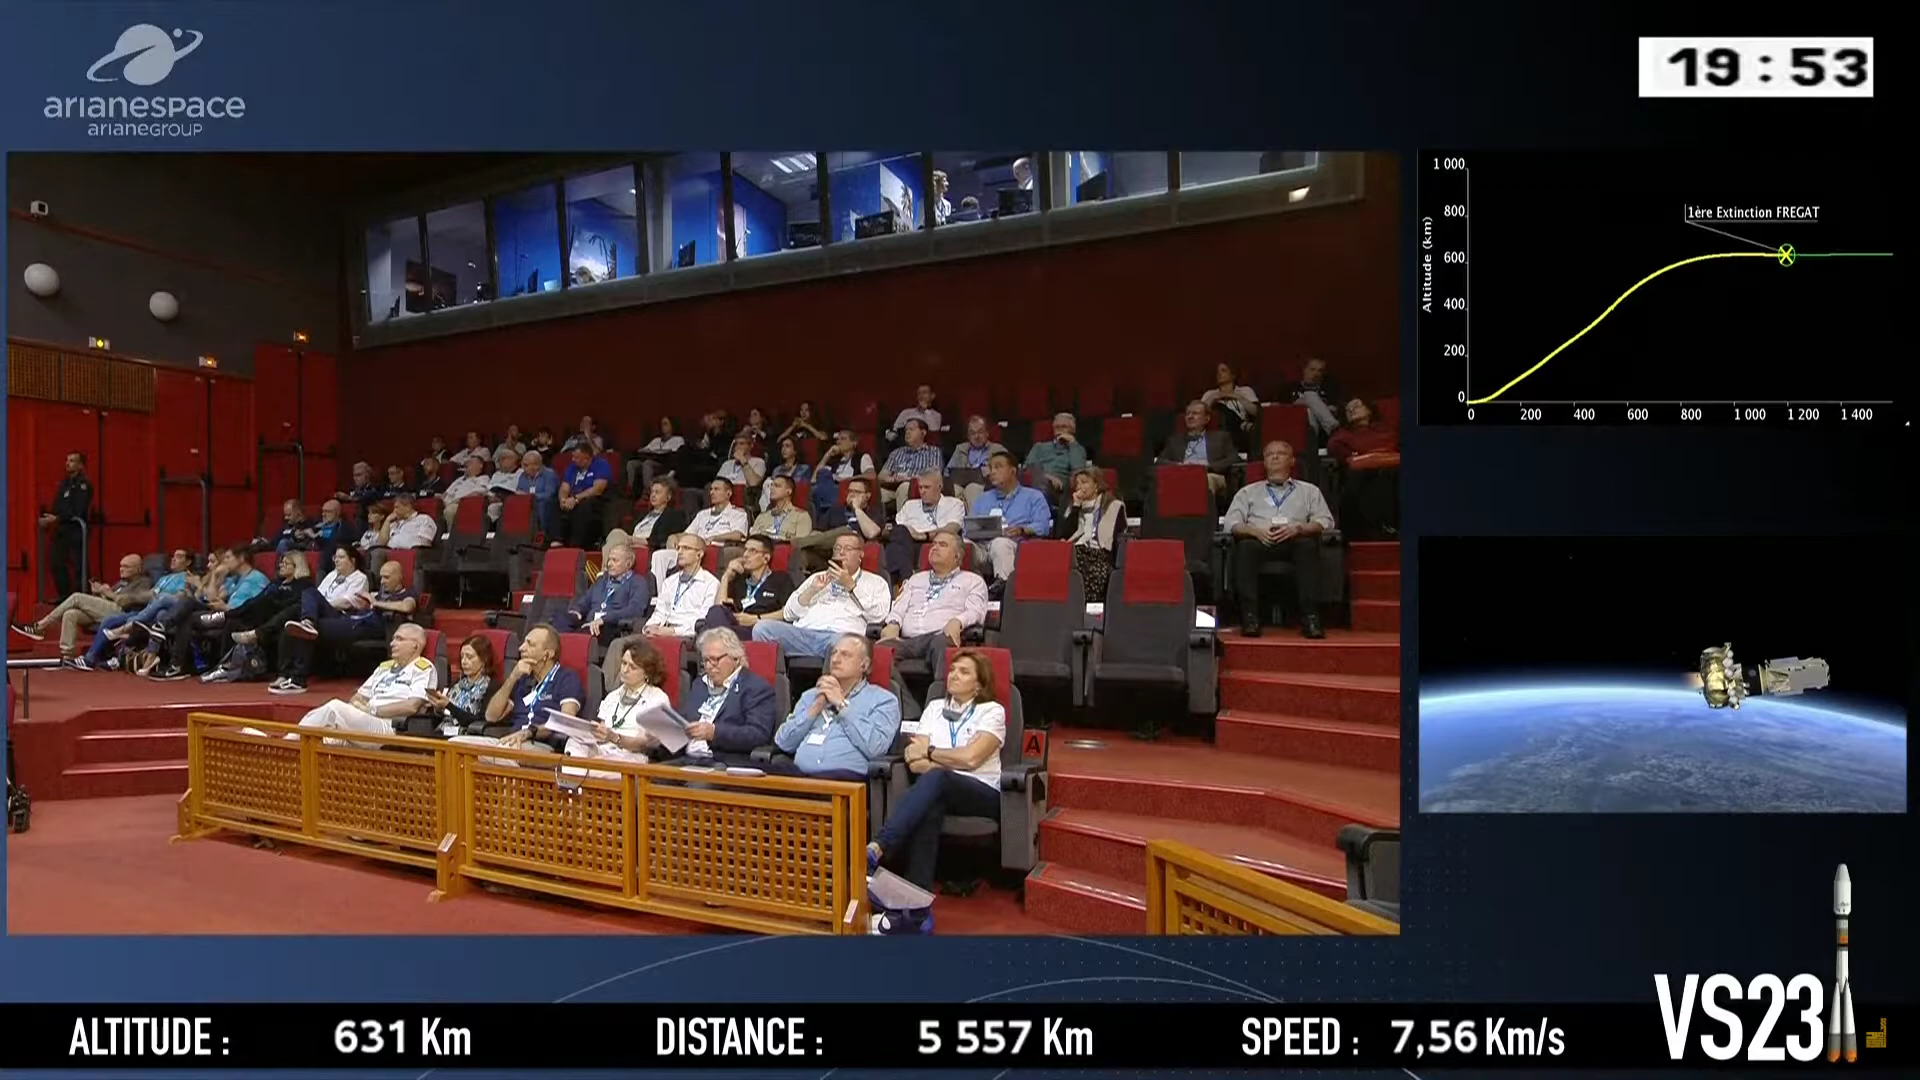 arianespace
arianeGROUP
19:53
1 000
800
600
400
200
0
Altitude (km)
1ère Extinction FREGAT
0 200 400 600 800 1 000 1 200 1 400
A
ALTITUDE : 631 Km DISTANCE : 5 557 Km SPEED : 7,56 Km/s
VS23